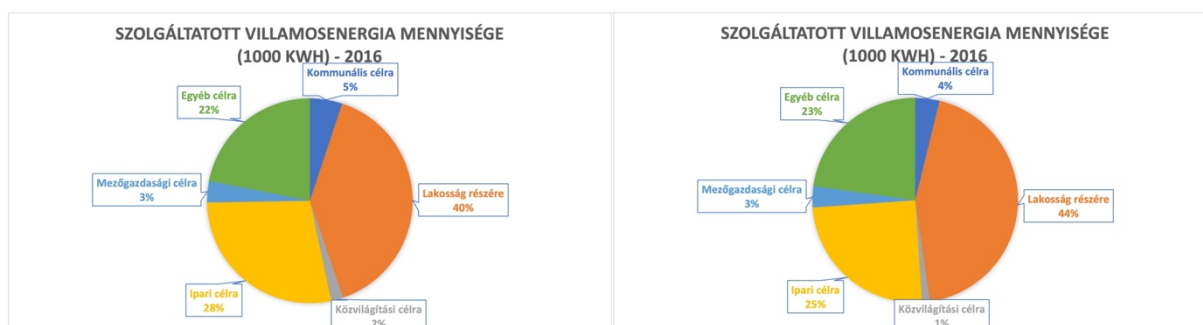 SZOLGÁLTATOTT VILLAMOSENERGIA MENNYISÉGE
(1000 KWH) - 2016
Kommunális célra
5%
Egyéb célra
22%
Mezőgazdasági célra
3%
Lakosság részére
40%
Ipari célra
28%
Közvilágítási célra
2%
SZOLGÁLTATOTT VILLAMOSENERGIA MENNYISÉGE
(1000 KWH) - 2016
Kommunális célra
4%
Egyéb célra
23%
Mezőgazdasági célra
3%
Lakosság részére
44%
Ipari célra
25%
Közvilágítási célra
1%